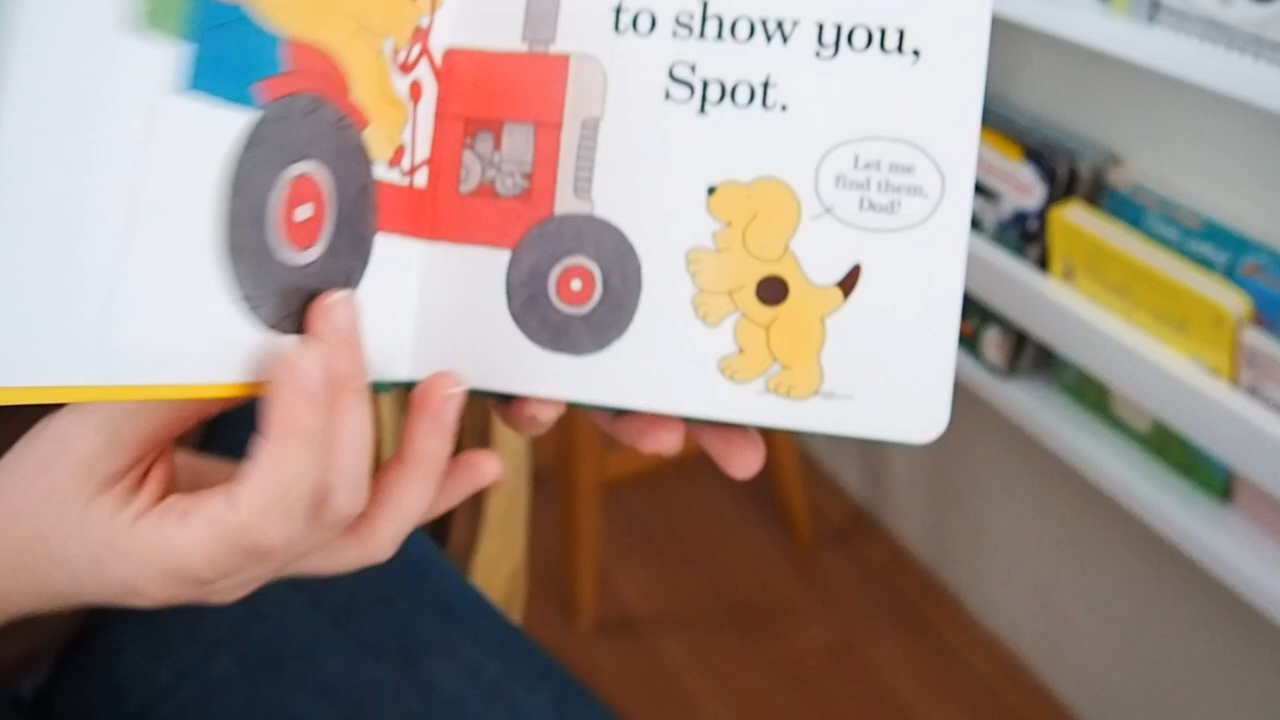 to show you,
Spot.
Let me
find them,
Dad!